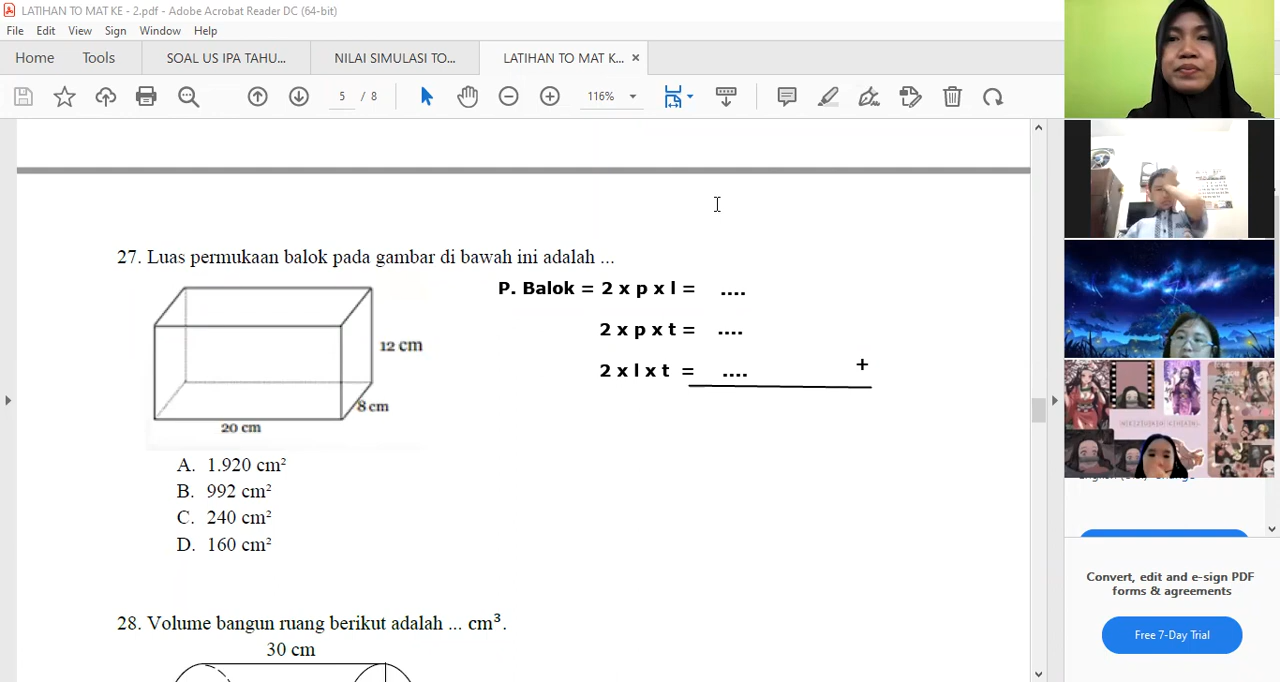 LATIHAN TO MAT KE - 2.pdf - Adobe Acrobat Reader DC (64-bit)
File Edit View Sign Window Help
Home Tools SOAL US IPA TAHU... NILAI SIMULASI TO... LATIHAN TO MAT K... ×
5 / 8 116%
27. Luas permukaan balok pada gambar di bawah ini adalah ...
P. Balok = 2 x p x l = ....
2 x p x t = ....
2 x l x t = .... +
12 cm
8 cm
20 cm
A. 1.920 cm²
B. 992 cm²
C. 240 cm²
D. 160 cm²
28. Volume bangun ruang berikut adalah ... cm³.
30 cm
Convert, edit and e-sign PDF
forms & agreements
Free 7-Day Trial